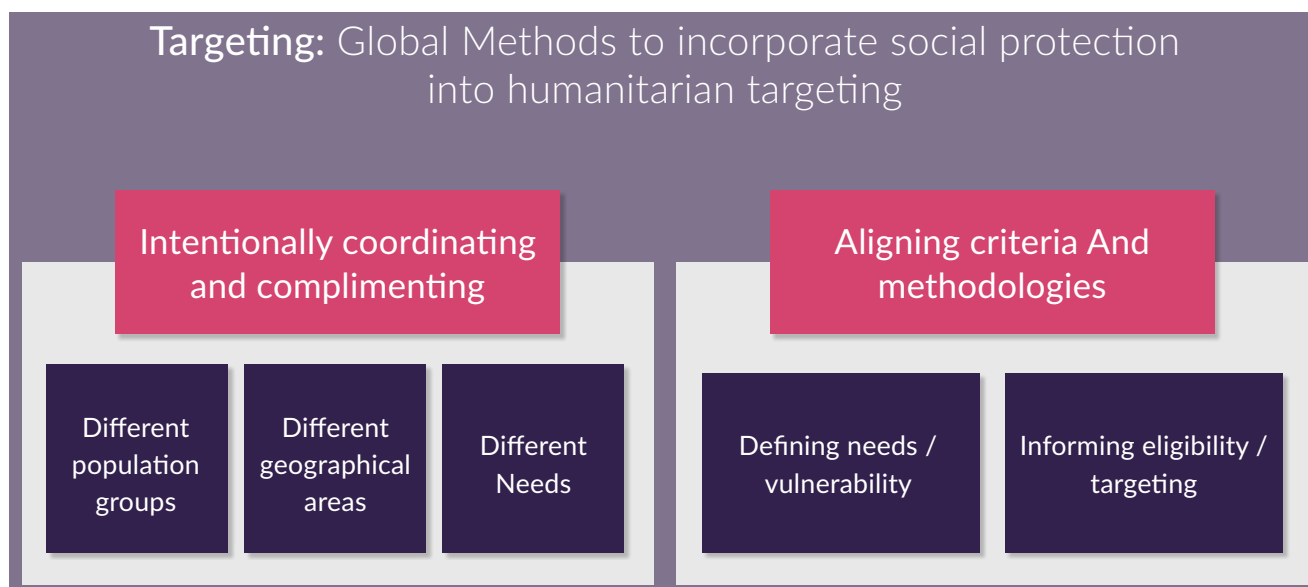 Targeting: Global Methods to incorporate social protection
into humanitarian targeting
Intentionally coordinating
and complimenting
Different
population
groups
Different
geographical
areas
Different
Needs
Aligning criteria And
methodologies
Defining needs /
vulnerability
Informing eligibility /
targeting